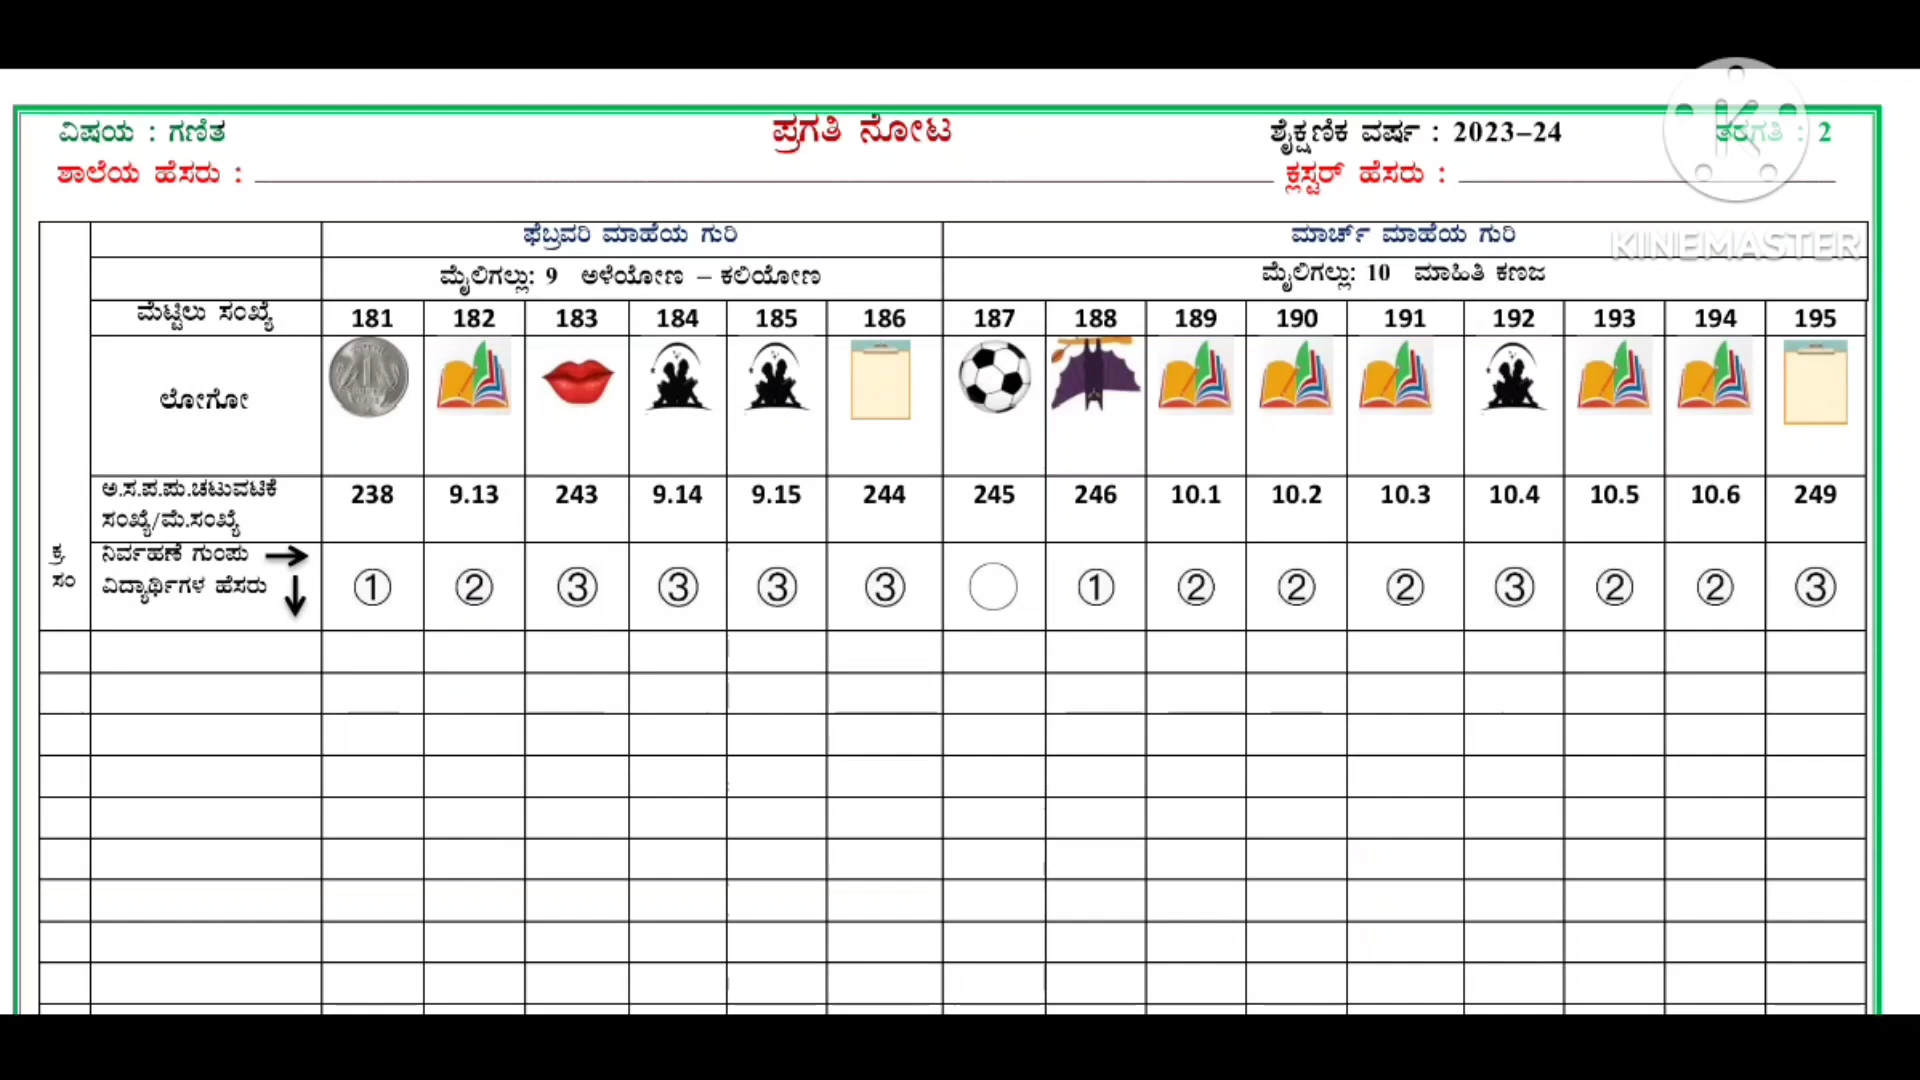 ವಿಷಯ : ಗಣಿತ ಪ್ರಗತಿ ನೋಟ ಶೈಕ್ಷಣಿಕ ವರ್ಷ : 2023–24 ತರಗತಿ : 2
ಶಾಲೆಯ ಹೆಸರು : ಕ್ಲಸ್ಟರ್ ಹೆಸರು :
ಫೆಬ್ರವರಿ ಮಾಹೆಯ ಗುರಿ ಮಾರ್ಚ್ ಮಾಹೆಯ ಗುರಿ
KINEMASTER
ಮೈಲಿಗಲ್ಲು: 9 ಅಳೆಯೋಣ – ಕಲಿಯೋಣ ಮೈಲಿಗಲ್ಲು: 10 ಮಾಹಿತಿ ಕಣಜ
ಮೆಟ್ಟಿಲು ಸಂಖ್ಯೆ 181 182 183 184 185 186 187 188 189 190 191 192 193 194 195
ಲೋಗೋ
ಅ.ಸ.ಪ.ಪು.ಚಟುವಟಿಕೆ
ಸಂಖ್ಯೆ/ಮೆ.ಸಂಖ್ಯೆ 238 9.13 243 9.14 9.15 244 245 246 10.1 10.2 10.3 10.4 10.5 10.6 249
ಕ್ರ ಸಂ
ನಿರ್ವಹಣೆ ಗುಂಪು →
ವಿದ್ಯಾರ್ಥಿಗಳ ಹೆಸರು ↓ ① ② ③ ③ ③ ③ ◯ ① ② ② ② ③ ② ② ③